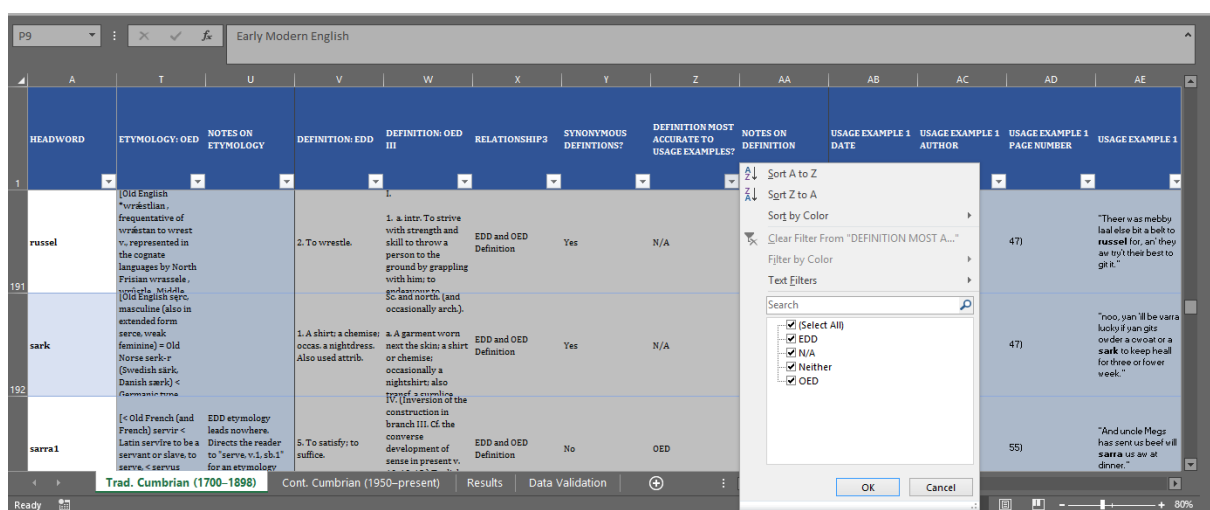 P9
fx
Early Modern English
A T U V W X Y Z AA AB AC AD AE
HEADWORD
ETYMOLOGY: OED
NOTES ON
ETYMOLOGY
DEFINITION: EDD
DEFINITION: OED
III
RELATIONSHIP3
SYNONYMOUS
DEFINTIONS?
DEFINITION MOST
ACCURATE TO
USAGE EXAMPLES?
NOTES ON
DEFINITION
USAGE EXAMPLE 1
DATE
USAGE EXAMPLE 1
AUTHOR
USAGE EXAMPLE 1
PAGE NUMBER
USAGE EXAMPLE 1
1
191
russel
[Old English
*wrǽstlian,
frequentative of
wrǽstan to wrest
v., represented in
the cognate
languages by North
Frisian wrassele,
2. To wrestle.
I.
1. a. intr. To strive
with strength and
skill to throw a
person to the
ground by grappling
with him; to
endeavour to
EDD and OED
Definition
Yes
N/A
47)
"Theer was mebby
laal else bit a belt to
russel for, an' they
aw try't their best to
git it."
192
sark
[Old English sęrc,
masculine (also in
extended form
serce, weak
feminine) = Old
Norse serk-r
(Swedish särk,
Danish særk) <
Germanic type
1. A shirt; a chemise;
occas. a nightdress.
Also used attrib.
Sc. and north. (and
occasionally arch.).
a. A garment worn
next the skin; a shirt
or chemise;
occasionally a
nightshirt; also
transf. a surplice
EDD and OED
Definition
Yes
N/A
47)
"noo, yan 'ill be varra
lucky if yan gits
owder a cwoat or a
sark to keep heall
for three or fower
week."
sarra1
[< Old French (and
French) servir <
Latin servīre to be a
servant or slave, to
serve, < servus
EDD etymology
leads nowhere.
Directs the reader
to "serve, v.1, sb.1"
for an etymology
5. To satisfy; to
suffice.
IV. (Inversion of the
construction in
branch III. Cf. the
converse
development of
sense in present v.
EDD and OED
Definition
No
OED
55)
"And uncle Megs
has sent us beef will
sarra us aw at
dinner."
Sort A to Z
Sort Z to A
Sort by Color
Clear Filter From "DEFINITION MOST A..."
Filter by Color
Text Filters
Search
(Select All)
EDD
N/A
Neither
OED
OK
Cancel
Trad. Cumbrian (1700–1898)
Cont. Cumbrian (1950–present)
Results
Data Validation
Ready
80%